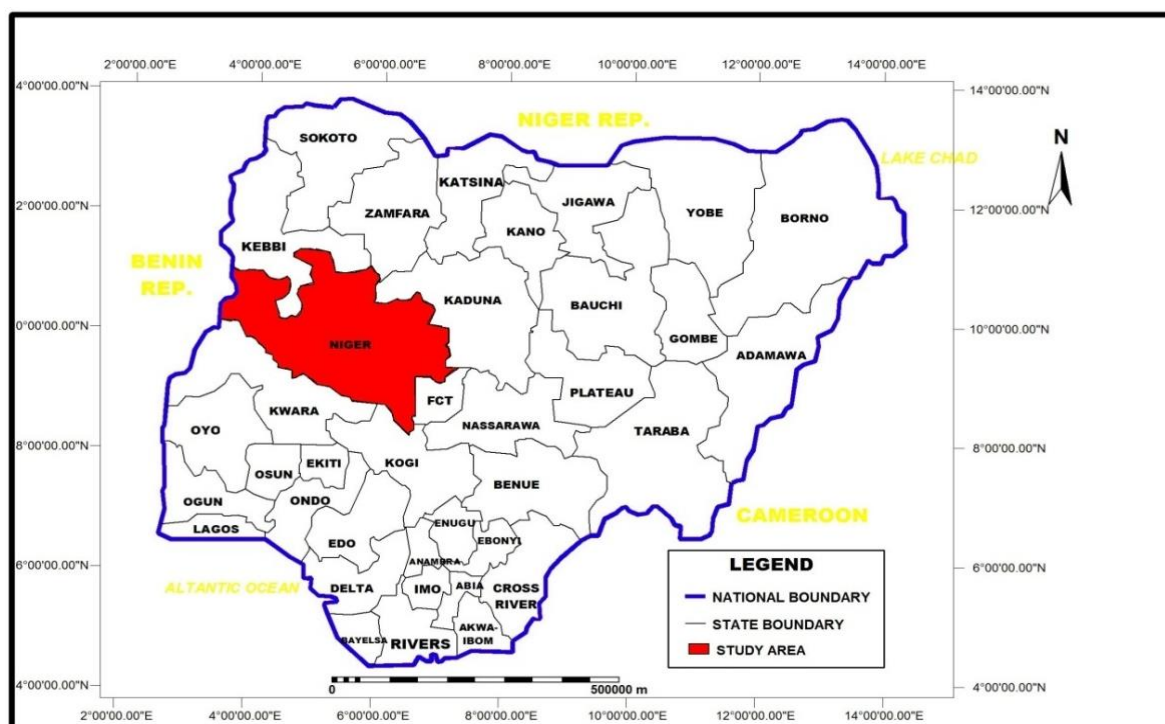 2°00'00.00"E 4°00'00.00"E 6°00'00.00"E 8°00'00.00"E 10°00'00.00"E 12°00'00.00"E 14°00'00.00"E
4°00'00.00"N
14°00'00.00"N
NIGER REP.
N
SOKOTO
LAKE CHAD
KATSINA
JIGAWA
ZAMFARA
YOBE
BORNO
2°00'00.00"N
12°00'00.00"N
KANO
KEBBI
BENIN
REP.
KADUNA
BAUCHI
0°00'00.00"N
10°00'00.00"N
NIGER
GOMBE
ADAMAWA
PLATEAU
FCT
KWARA
NASSARAWA
OYO
TARABA
8°00'00.00"N
8°00'00.00"N
EKITI
KOGI
OSUN
BENUE
OGUN
ONDO
CAMEROON
LAGOS
ENUGU
EBONYI
EDO
6°00'00.00"N
6°00'00.00"N
ANAMBRA
ALTANTIC OCEAN
DELTA
IMO
ABIA
CROSS
RIVER
AKWA-
IBOM
BAYELSA
RIVERS
LEGEND
NATIONAL BOUNDARY
STATE BOUNDARY
STUDY AREA
0 500000 m
4°00'00.00"N
4°00'00.00"N
2°00'00.00"E 4°00'00.00"E 6°00'00.00"E 8°00'00.00"E 10°00'00.00"E 12°00'00.00"E 14°00'00.00"E